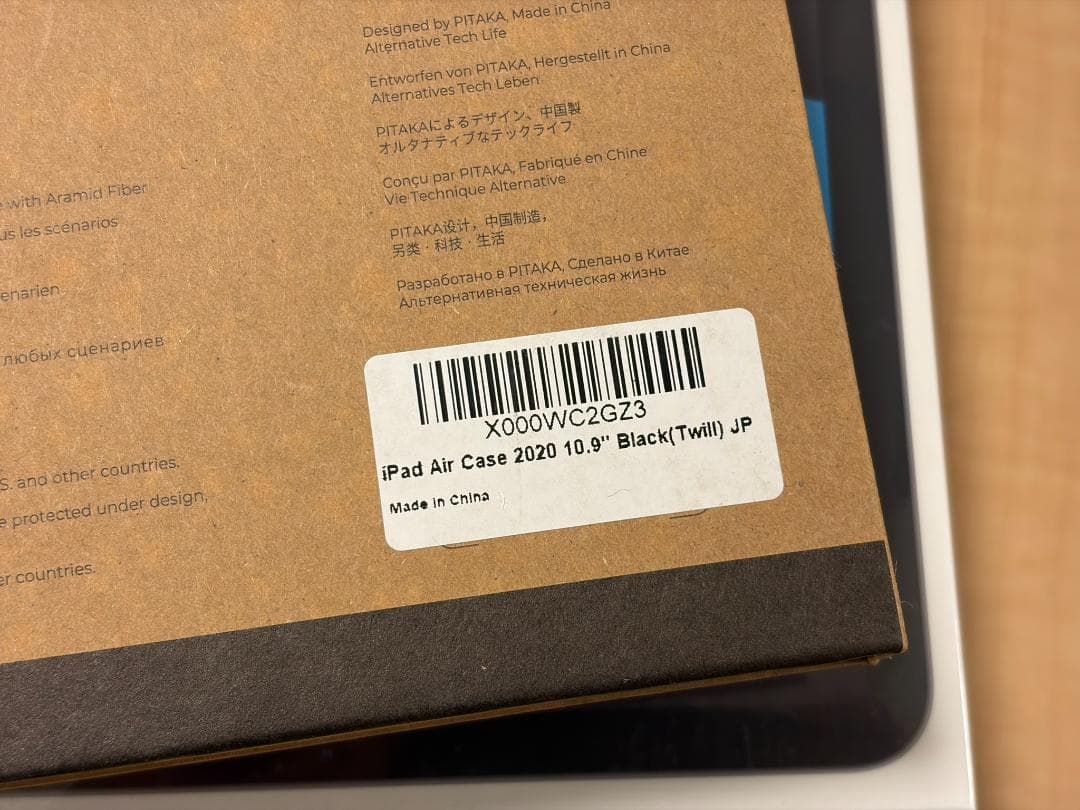 Designed by PITAKA, Made in China
Alternative Tech Life
Entworfen von PITAKA, Hergestellt in China
Alternatives Tech Leben
PITAKAによるデザイン、中国製
オルタナティブなテックライフ
Conçu par PITAKA, Fabriqué en Chine
Vie Technique Alternative
PITAKA设计，中国制造，
另类·科技·生活
Разработано в PITAKA, Сделано в Китае
Альтернативная техническая жизнь
with Aramid Fiber
us les scénarios
enarien
любых сценариев
S. and other countries.
e protected under design,
er countries.
X000WC2GZ3
iPad Air Case 2020 10.9" Black(Twill) JP
Made in China